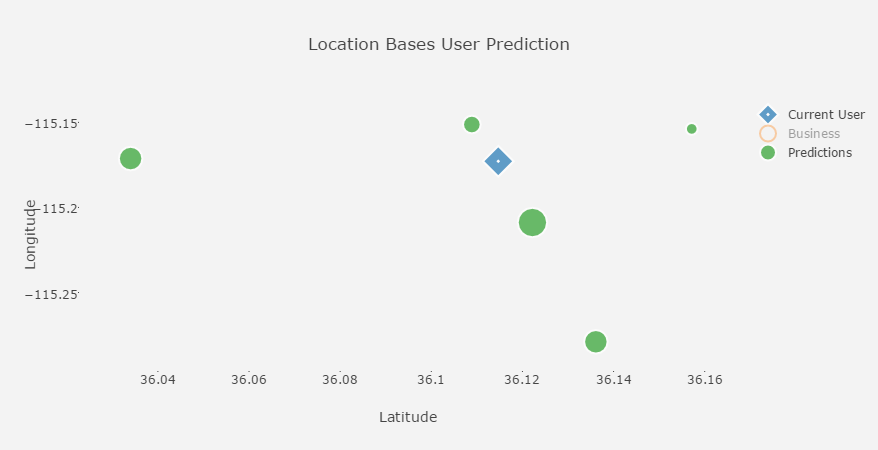 Location Bases User Prediction
Current User
Business
Predictions
−115.15
−115.2
−115.25
Longitude
36.04
36.06
36.08
36.1
36.12
36.14
36.16
Latitude